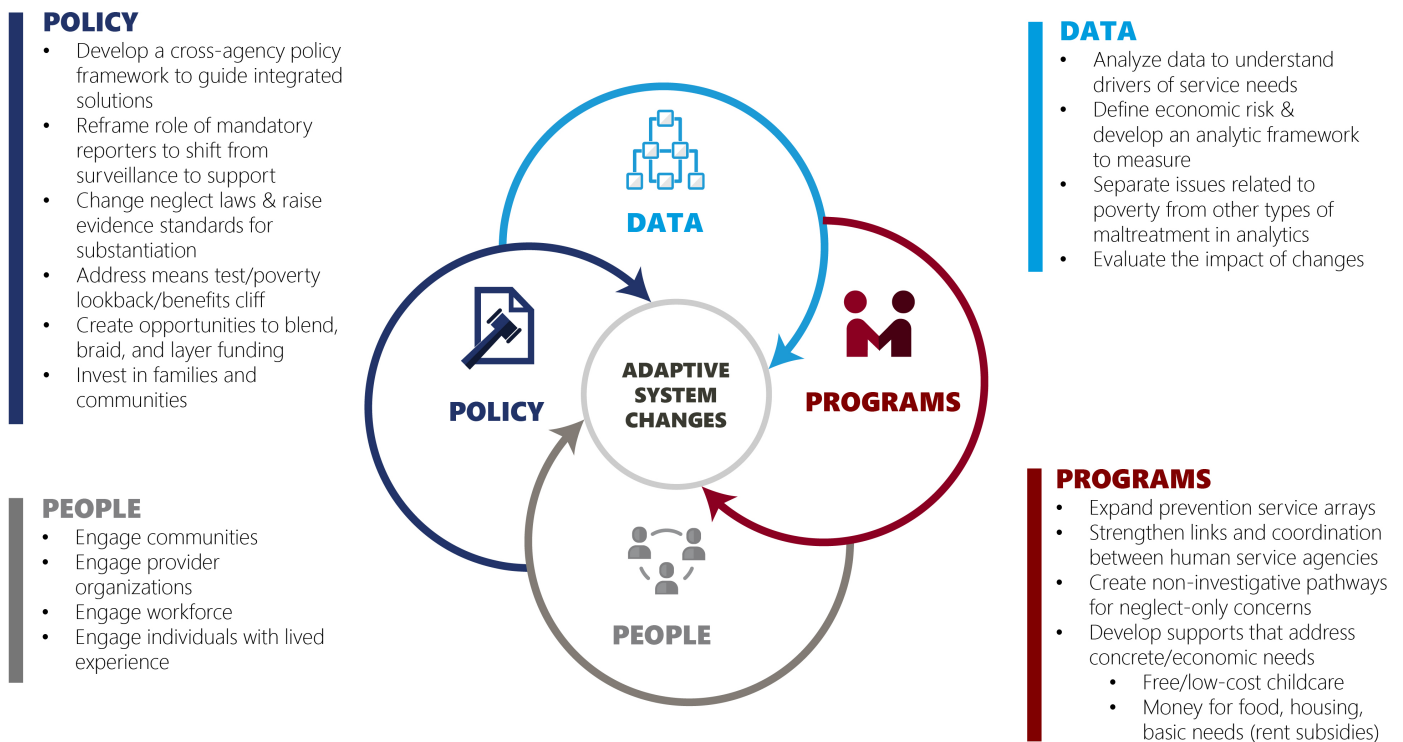 POLICY
• Develop a cross-agency policy
framework to guide integrated
solutions
• Reframe role of mandatory
reporters to shift from
surveillance to support
• Change neglect laws & raise
evidence standards for
substantiation
• Address means test/poverty
lookback/benefits cliff
• Create opportunities to blend,
braid, and layer funding
• Invest in families and
communities
PEOPLE
• Engage communities
• Engage provider
organizations
• Engage workforce
• Engage individuals with lived
experience
DATA
POLICY
ADAPTIVE
SYSTEM
CHANGES
PROGRAMS
PEOPLE
DATA
• Analyze data to understand
drivers of service needs
• Define economic risk &
develop an analytic framework
to measure
• Separate issues related to
poverty from other types of
maltreatment in analytics
• Evaluate the impact of changes
PROGRAMS
• Expand prevention service arrays
• Strengthen links and coordination
between human service agencies
• Create non-investigative pathways
for neglect-only concerns
• Develop supports that address
concrete/economic needs
• Free/low-cost childcare
• Money for food, housing,
basic needs (rent subsidies)